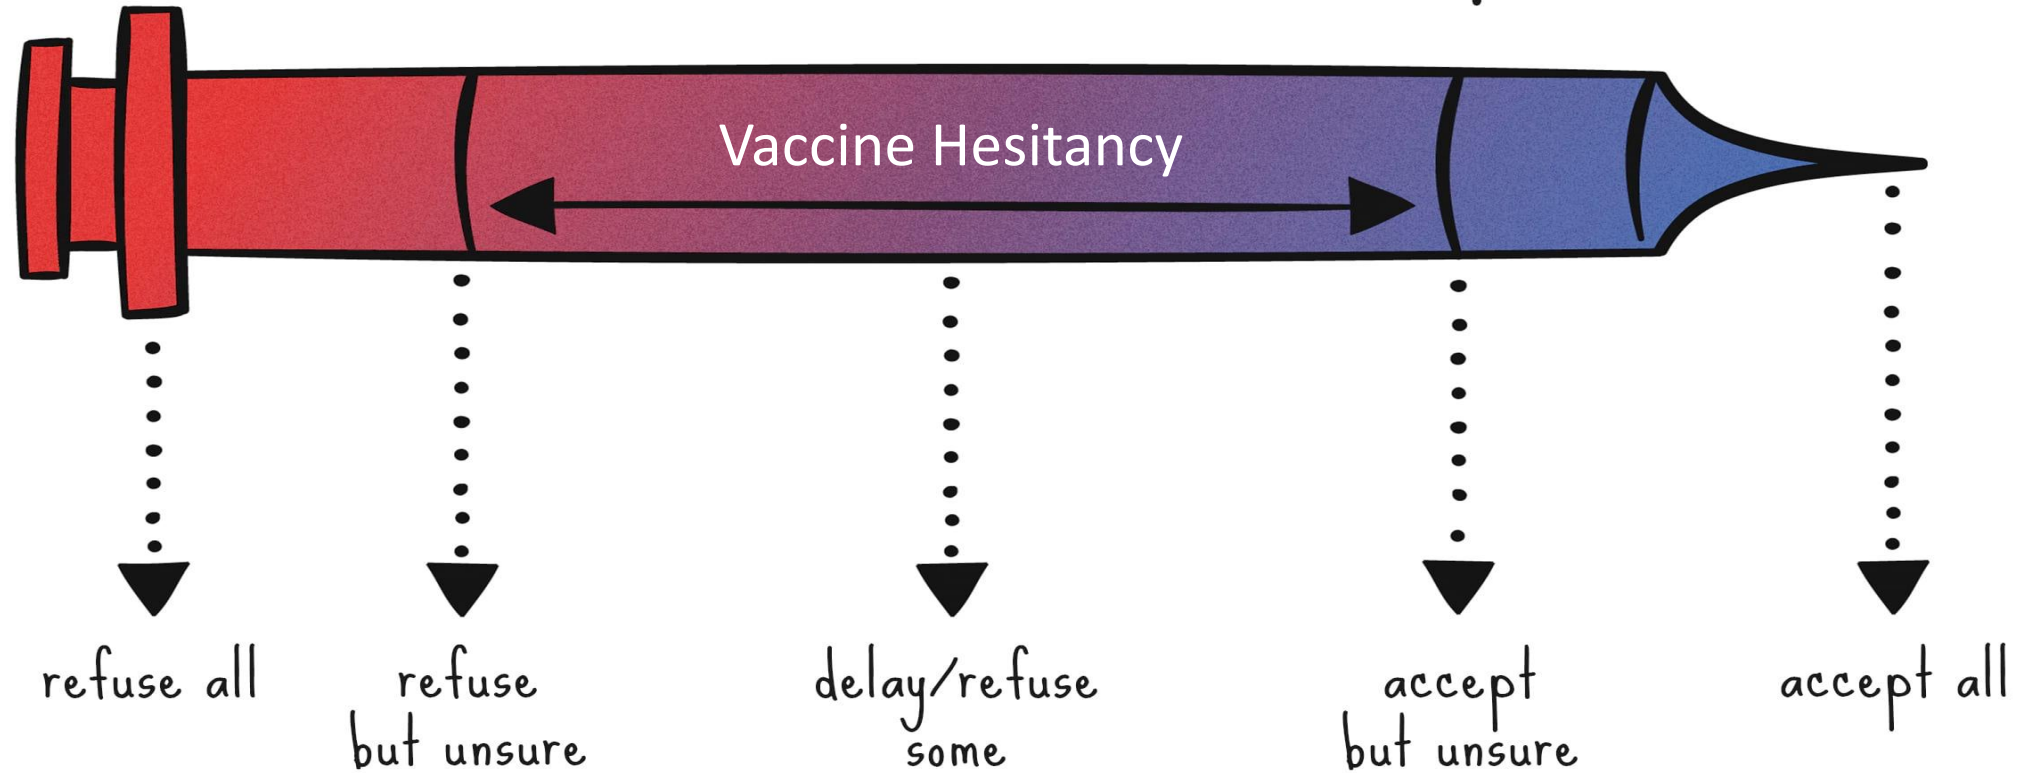 Vaccine Hesitancy
refuse all
refuse
but unsure
delay/refuse
some
accept
but unsure
accept all